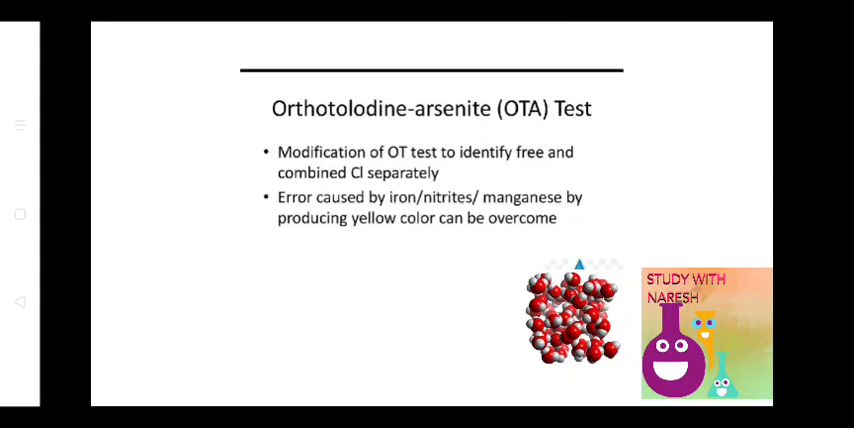 Orthotolodine-arsenite (OTA) Test
• Modification of OT test to identify free and
combined Cl separately
• Error caused by iron/nitrites/ manganese by
producing yellow color can be overcome
STUDY WITH
NARESH